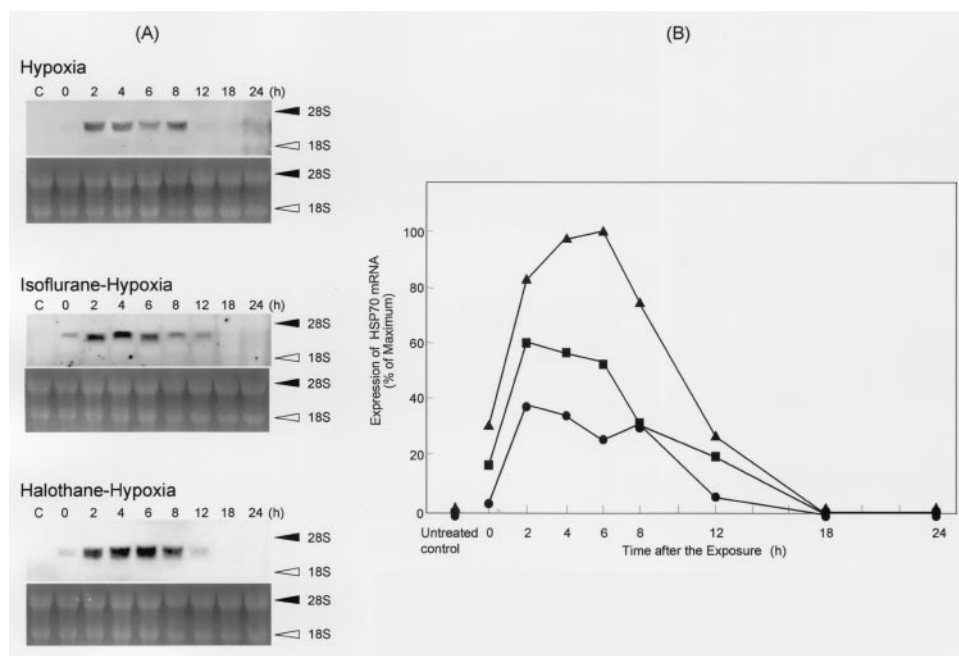 (A)
Hypoxia
C 0 2 4 6 8 12 18 24 (h)
28S
18S
28S
18S
Isoflurane-Hypoxia
C 0 2 4 6 8 12 18 24 (h)
28S
18S
28S
18S
Halothane-Hypoxia
C 0 2 4 6 8 12 18 24 (h)
28S
18S
28S
18S
(B)
Expression of HSP70 mRNA
(% of Maximum)
100
80
60
40
20
0
Untreated control 0 2 4 6 8 12 18 24
Time after the Exposure (h)